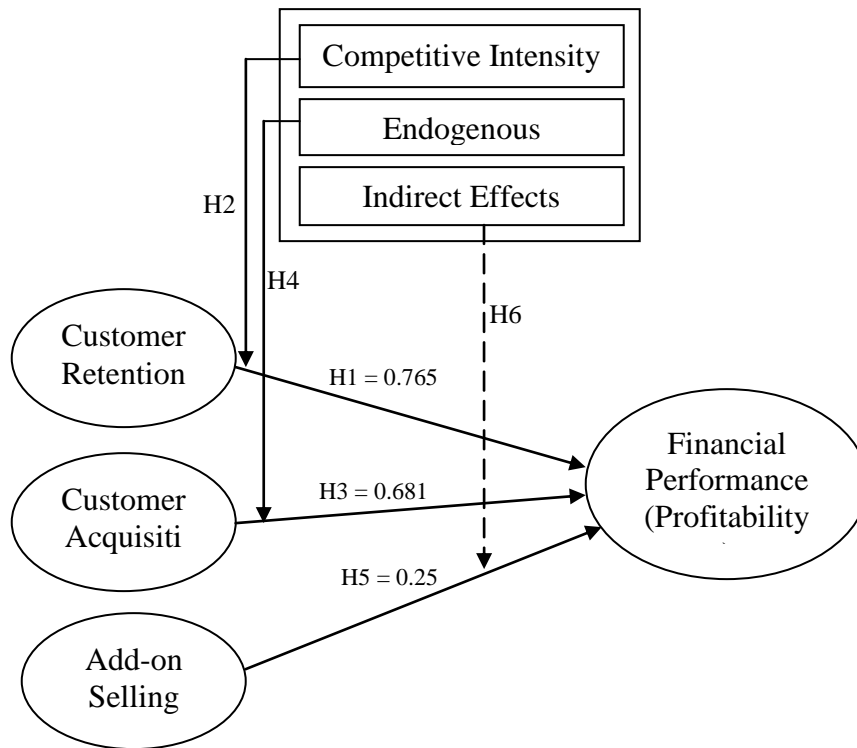 Competitive Intensity
Endogenous
Indirect Effects
H2
H4
H6
Customer
Retention
H1 = 0.765
Financial
Performance
(Profitability
Customer
Acquisiti
H3 = 0.681
H5 = 0.25
Add-on
Selling